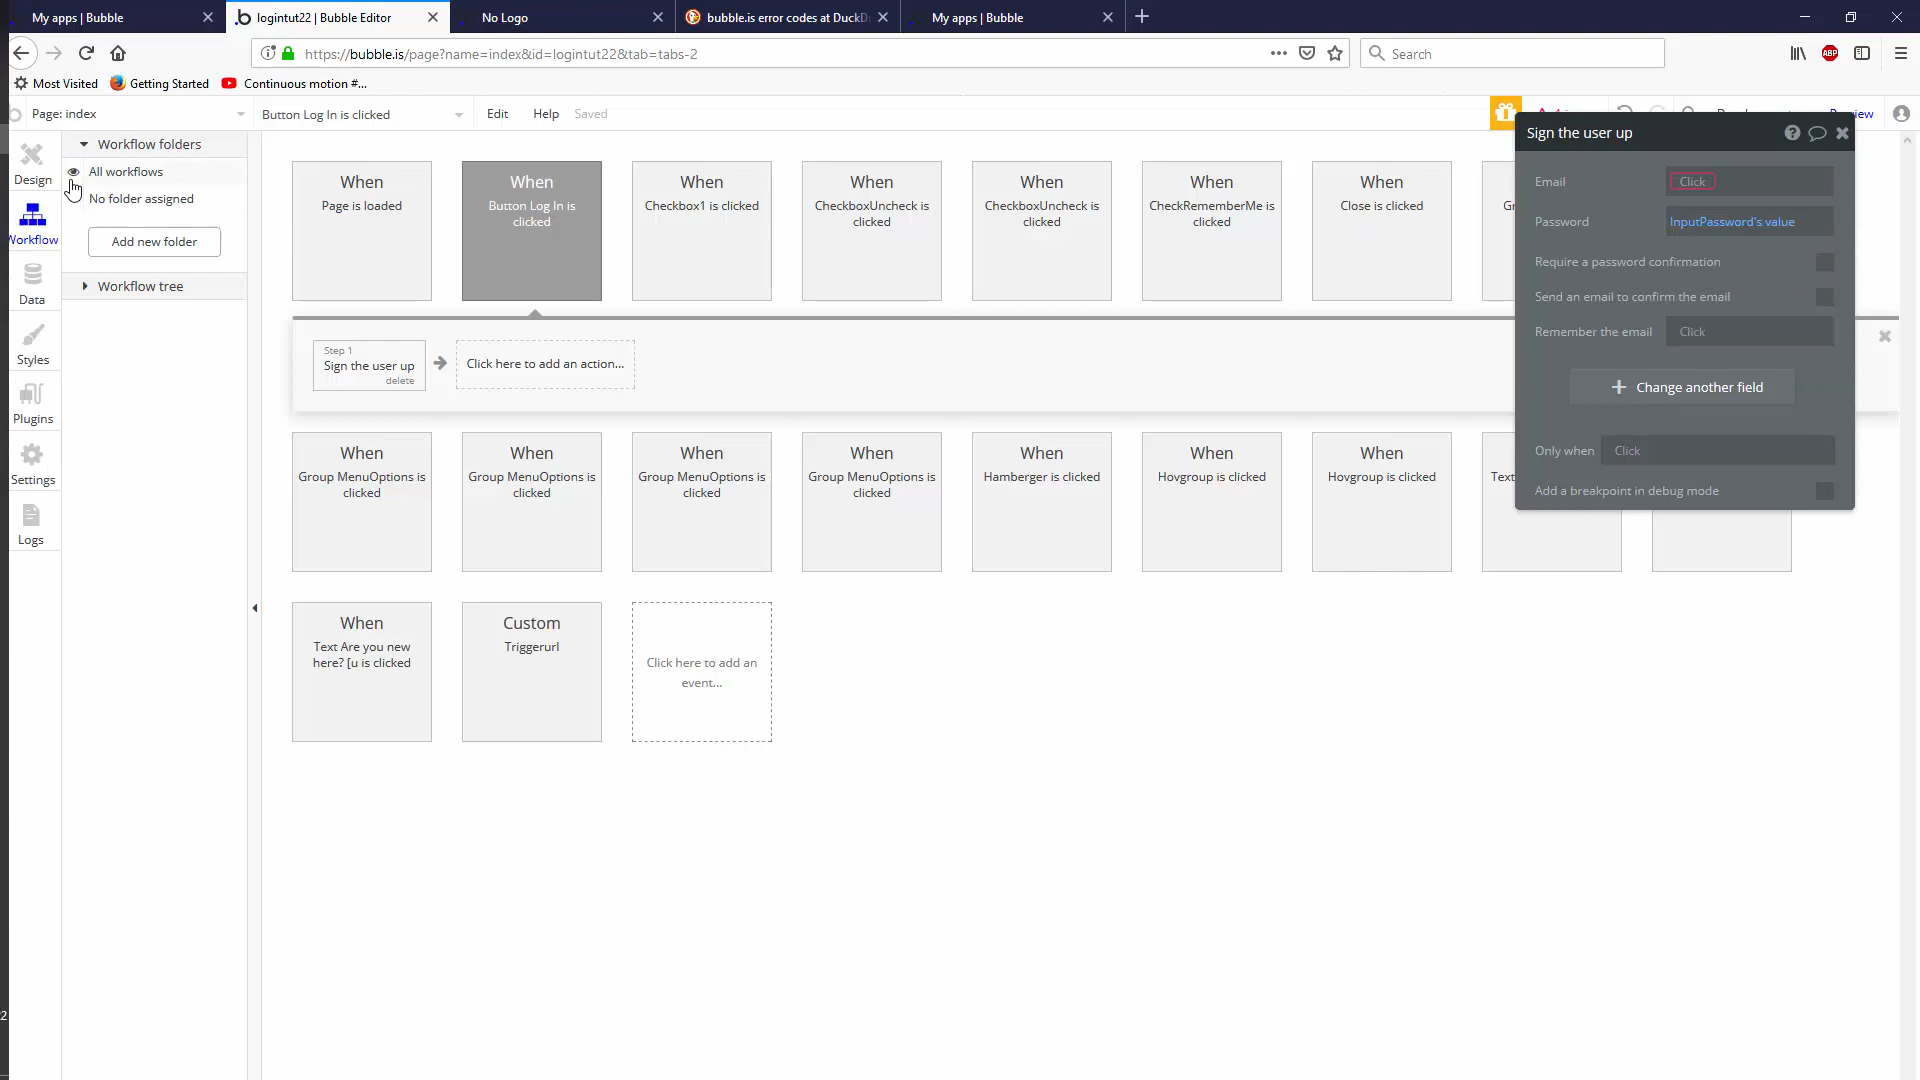 My apps | Bubble
logintut22 | Bubble Editor
No Logo
bubble.is error codes at DuckD
My apps | Bubble
https://bubble.is/page?name=index&id=logintut22&tab=tabs-2
Search
Most Visited
Getting Started
Continuous motion #...
Page: index
Button Log In is clicked
Edit
Help
Saved
Workflow folders
All workflows
No folder assigned
Add new folder
Workflow tree
Design
Workflow
Data
Styles
Plugins
Settings
Logs
When
Page is loaded
When
Button Log In is
clicked
When
Checkbox1 is clicked
When
CheckboxUncheck is
clicked
When
CheckboxUncheck is
clicked
When
CheckRememberMe is
clicked
When
Close is clicked
Step 1
Sign the user up
delete
Click here to add an action...
When
Group MenuOptions is
clicked
When
Group MenuOptions is
clicked
When
Group MenuOptions is
clicked
When
Group MenuOptions is
clicked
When
Hamberger is clicked
When
Hovgroup is clicked
When
Hovgroup is clicked
Text
When
Text Are you new
here? [u is clicked
Custom
Triggerurl
Click here to add an
event...
Sign the user up
Email
Click
Password
InputPassword's value
Require a password confirmation
Send an email to confirm the email
Remember the email
Click
+ Change another field
Only when
Click
Add a breakpoint in debug mode